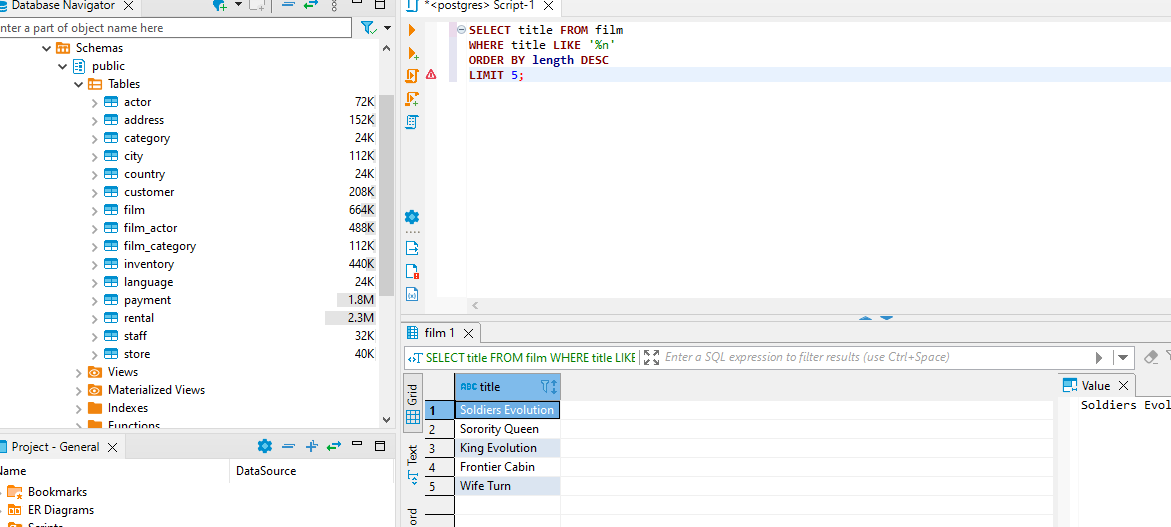 Database Navigator
*<postgres> Script-1
nter a part of object name here
Schemas
public
Tables
actor 72K
address 152K
category 24K
city 112K
country 24K
customer 208K
film 664K
film_actor 488K
film_category 112K
inventory 440K
language 24K
payment 1.8M
rental 2.3M
staff 32K
store 40K
Views
Materialized Views
Indexes
Functions
Project - General
Name DataSource
Bookmarks
ER Diagrams
Scripts
SELECT title FROM film
WHERE title LIKE '%n'
ORDER BY length DESC
LIMIT 5;
film 1
SELECT title FROM film WHERE title LIKE
Enter a SQL expression to filter results (use Ctrl+Space)
Grid
Text
ord
ABC title
1 Soldiers Evolution
2 Sorority Queen
3 King Evolution
4 Frontier Cabin
5 Wife Turn
Value
Soldiers Evol